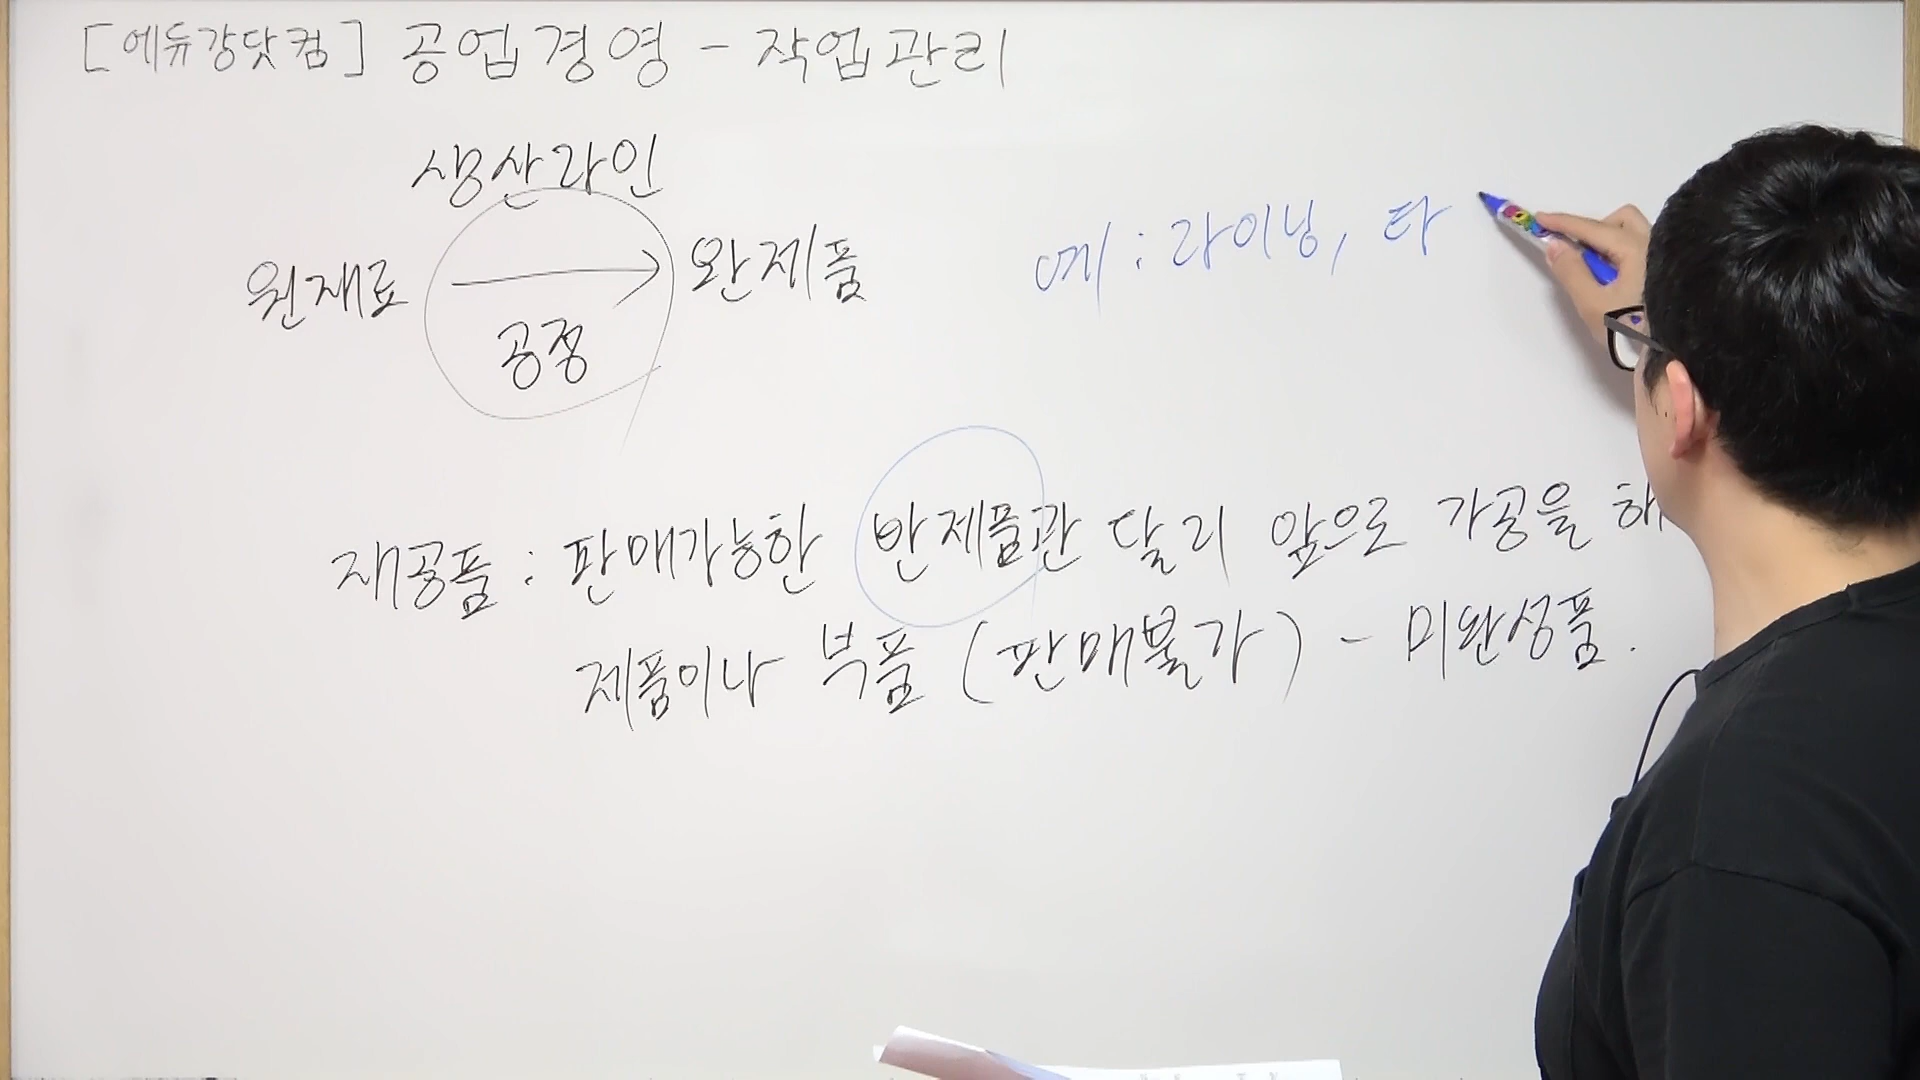 [에듀강닷컴] 공업경영 - 작업관리
생산라인
원재료 → 완제품
공정
예 : 라이닝, 타
재공품 : 판매가능한 반제품관 달리 앞으로 가공을 해
제품이나 부품 (판매불가) - 미완성품.